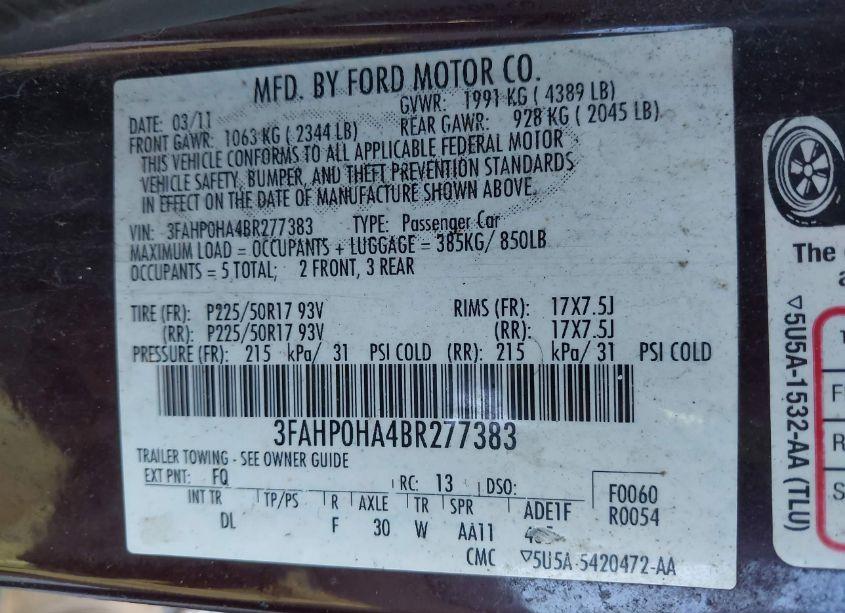 MFD. BY FORD MOTOR CO.
DATE: 03/11 GVWR: 1991 KG ( 4389 LB)
FRONT GAWR: 1063 KG ( 2344 LB) REAR GAWR: 928 KG ( 2045 LB)
THIS VEHICLE CONFORMS TO ALL APPLICABLE FEDERAL MOTOR
VEHICLE SAFETY, BUMPER, AND THEFT PREVENTION STANDARDS
IN EFFECT ON THE DATE OF MANUFACTURE SHOWN ABOVE.
VIN: 3FAHP0HA4BR277383 TYPE: Passenger Car
MAXIMUM LOAD = OCCUPANTS + LUGGAGE = 385KG/ 850LB
OCCUPANTS = 5 TOTAL; 2 FRONT, 3 REAR
TIRE (FR): P225/50R17 93V RIMS (FR): 17X7.5J
(RR): P225/50R17 93V (RR): 17X7.5J
PRESSURE (FR): 215 kPa/ 31 PSI COLD (RR): 215 kPa/ 31 PSI COLD
3FAHP0HA4BR277383
TRAILER TOWING - SEE OWNER GUIDE
EXT PNT: FQ RC: 13 DSO: F0060
INT TR TP/PS R AXLE TR SPR ADE1F R0054
DL F 30 W AA11
CMC ▽5U5A-5420472-AA
The
▽5U5A-1532-AA (TLU)